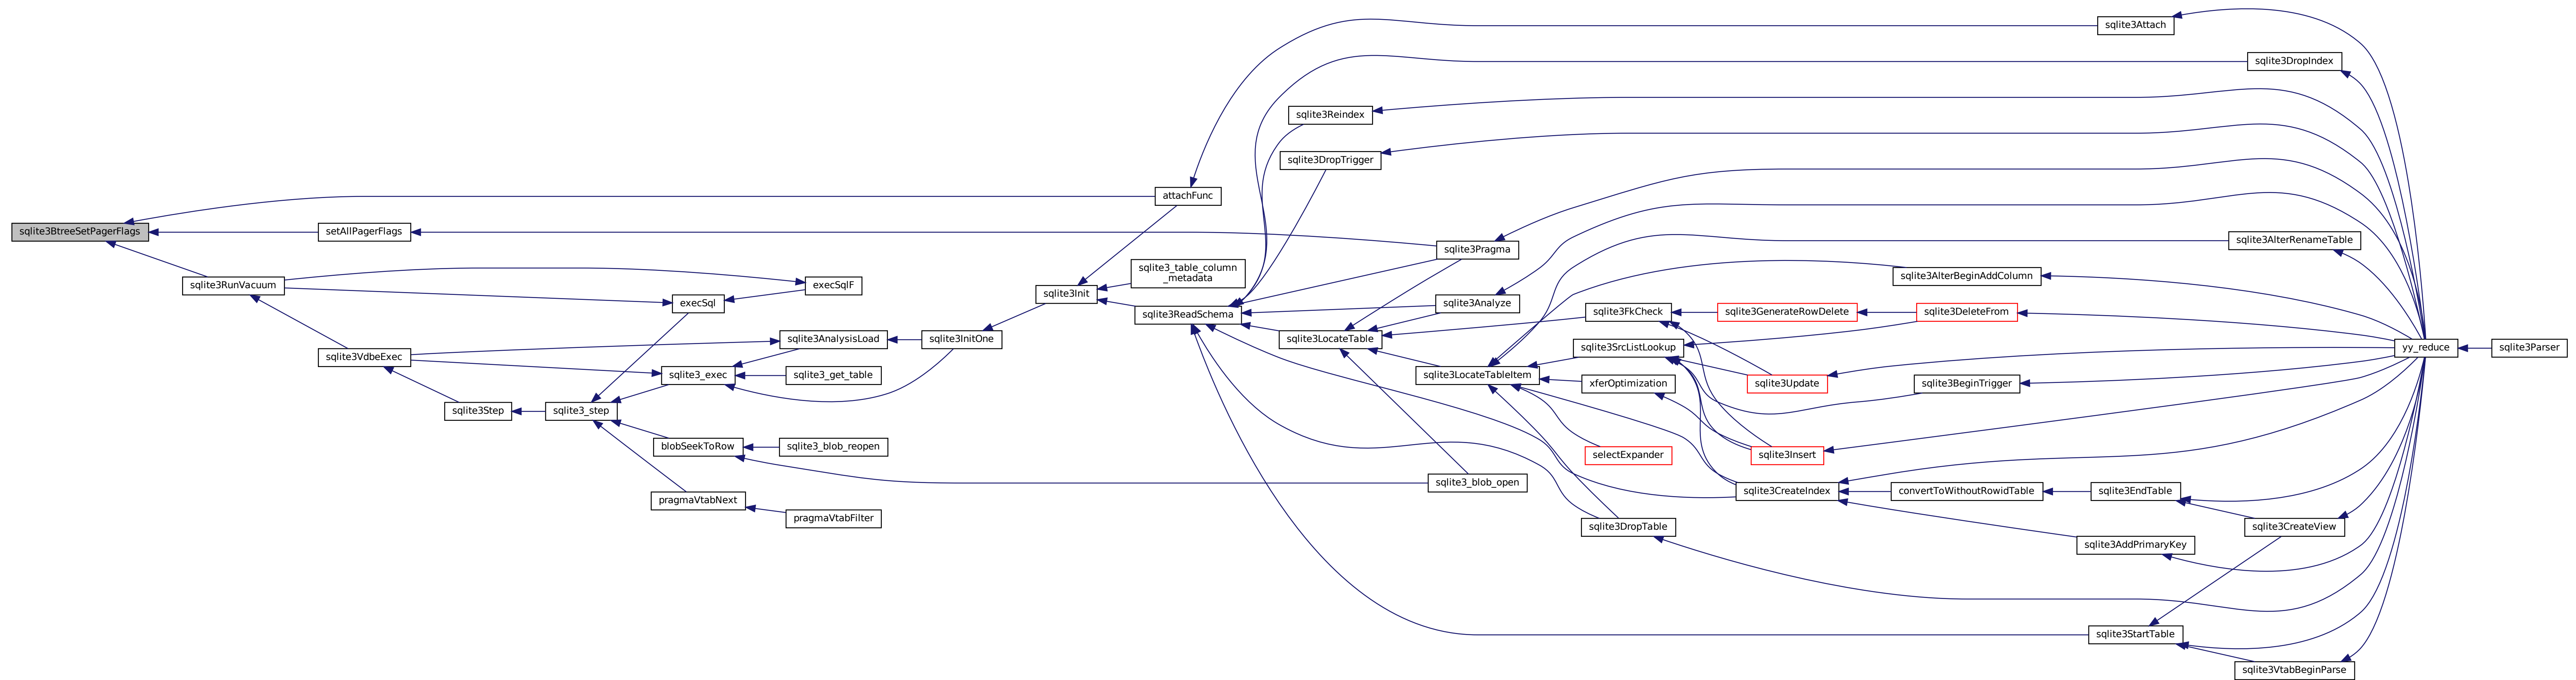 sqlite3Attach
sqlite3DropIndex
sqlite3Reindex
sqlite3DropTrigger
attachFunc
sqlite3BtreeSetPagerFlags
setAllPagerFlags
sqlite3Pragma
sqlite3AlterRenameTable
sqlite3_table_column
_metadata
sqlite3AlterBeginAddColumn
sqlite3RunVacuum
execSqlF
sqlite3Init
execSql
sqlite3Analyze
sqlite3ReadSchema
sqlite3FkCheck
sqlite3GenerateRowDelete
sqlite3DeleteFrom
sqlite3AnalysisLoad
sqlite3InitOne
sqlite3LocateTable
sqlite3SrcListLookup
yy_reduce
sqlite3Parser
sqlite3VdbeExec
sqlite3_exec
sqlite3_get_table
sqlite3LocateTableItem
xferOptimization
sqlite3Update
sqlite3BeginTrigger
sqlite3Step
sqlite3_step
blobSeekToRow
sqlite3_blob_reopen
selectExpander
sqlite3Insert
sqlite3_blob_open
sqlite3CreateIndex
convertToWithoutRowidTable
sqlite3EndTable
pragmaVtabNext
pragmaVtabFilter
sqlite3DropTable
sqlite3CreateView
sqlite3AddPrimaryKey
sqlite3StartTable
sqlite3VtabBeginParse